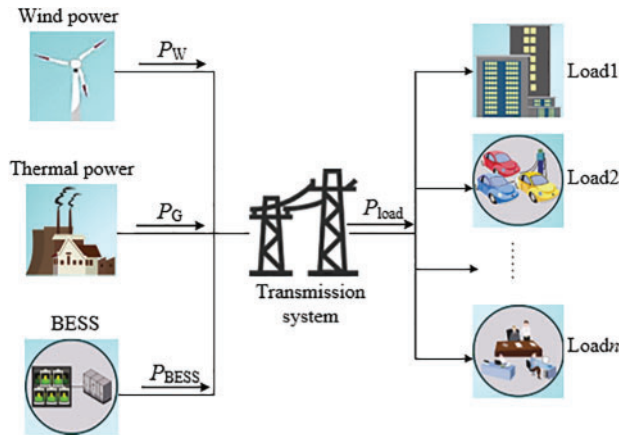 Wind power
P_W
Thermal power
P_G
BESS
P_BESS
Transmission
system
P_load
Load1
Load2
......
Loadn